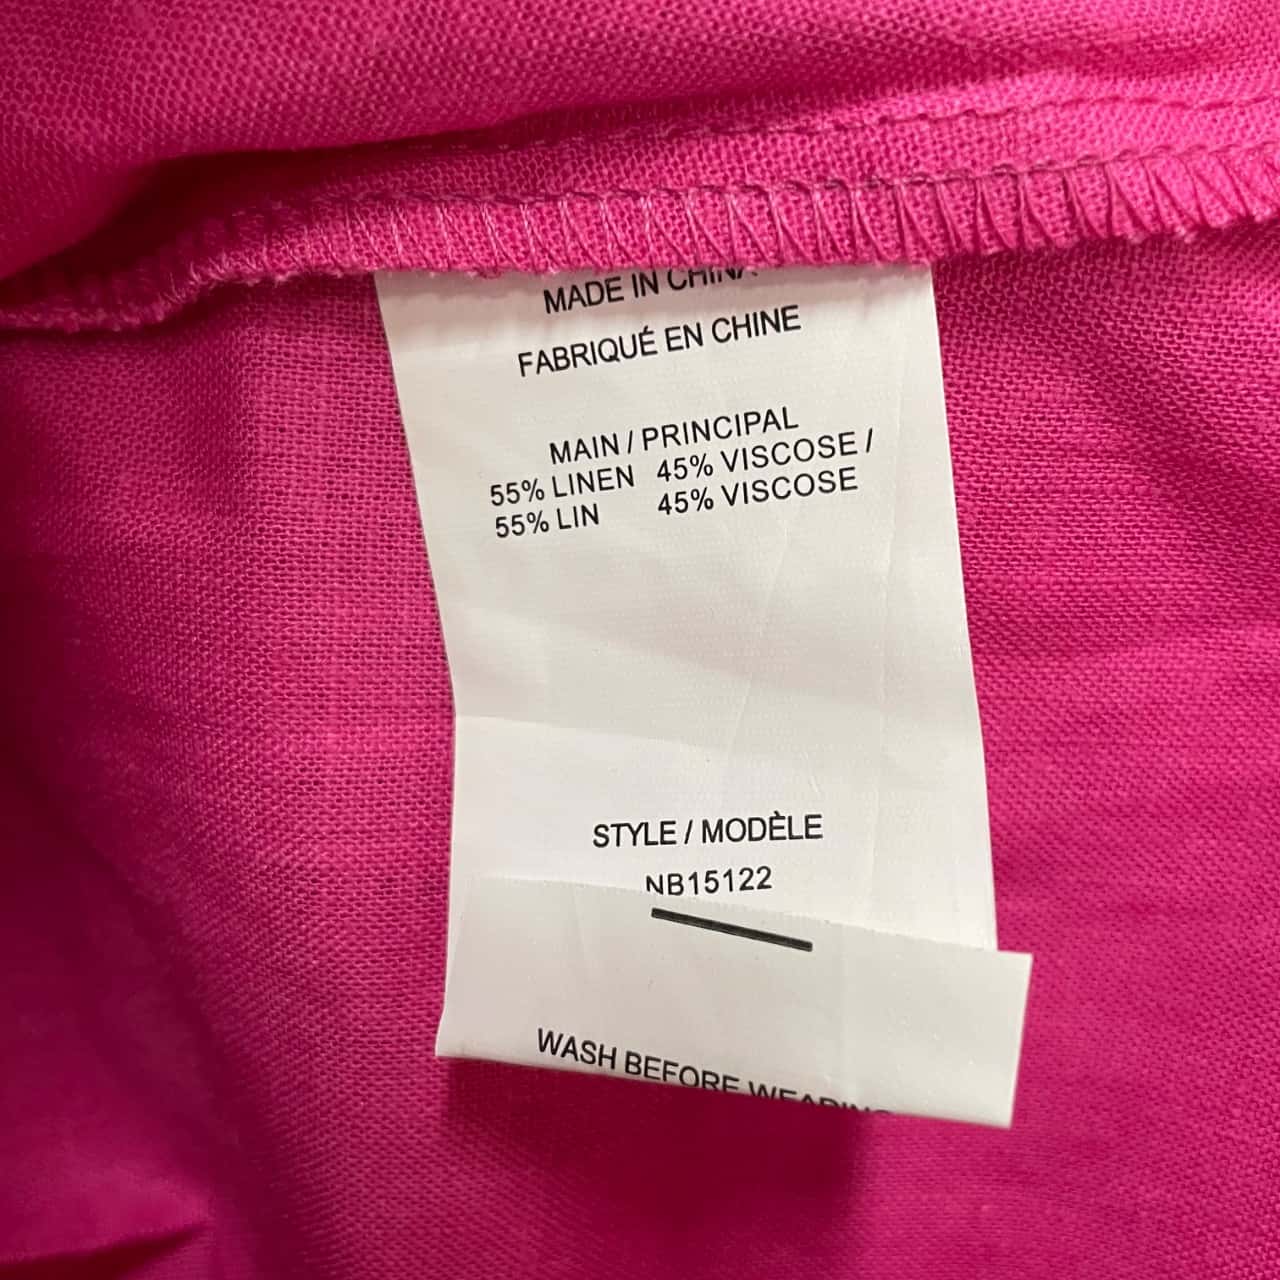 MADE IN CHINA
FABRIQUÉ EN CHINE
MAIN / PRINCIPAL
55% LINEN 45% VISCOSE /
55% LIN 45% VISCOSE
STYLE / MODÈLE
NB15122
WASH BEFORE WEARING